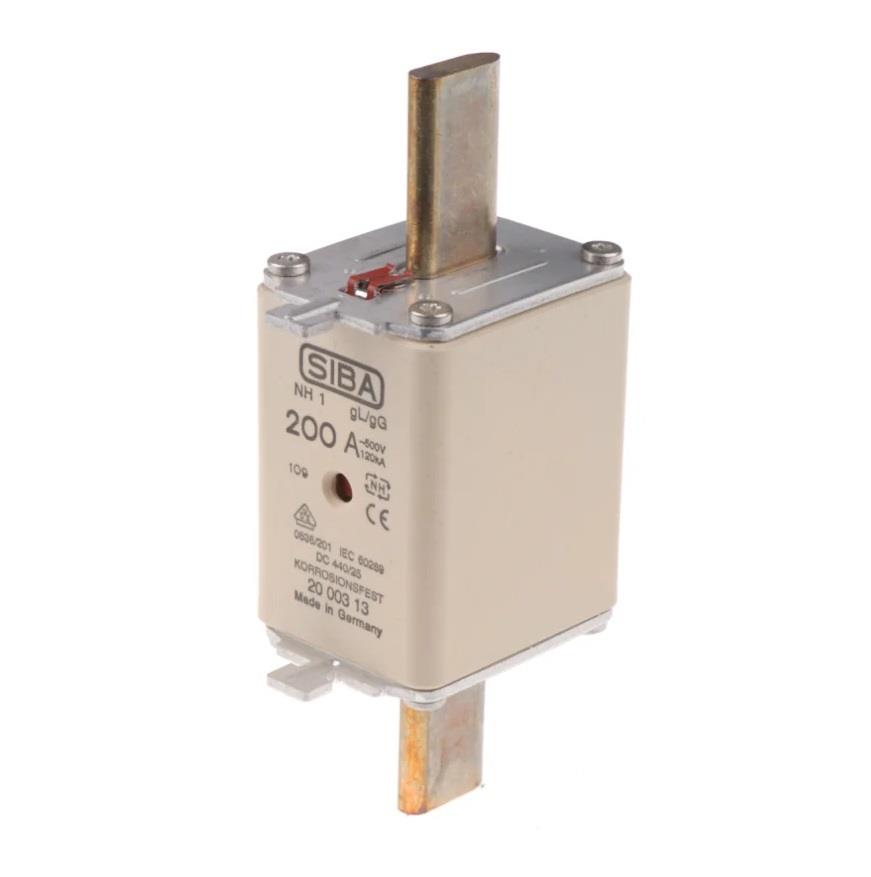 SIBA
NH 1 gL/gG
200 A ~500V
120kA
109
NH
CE
0636/201 IEC 60269
DC 440/25
KORROSIONSFEST
20 003 13
Made in Germany